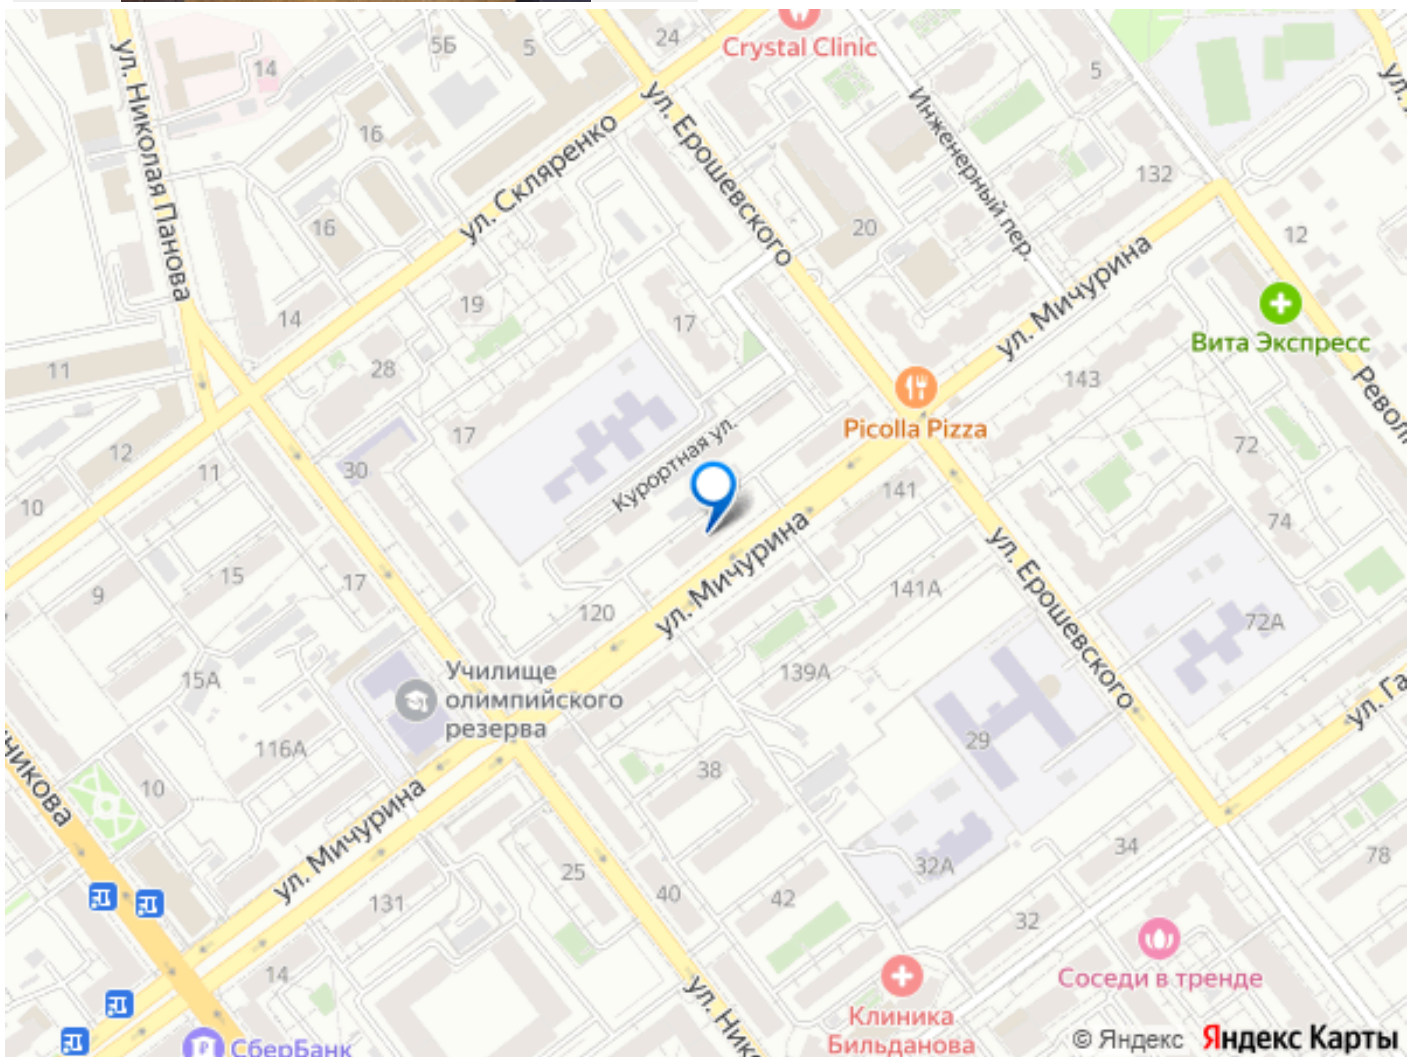 Crystal Clinic
24
5Б
5
14
5
ул. Николая Панова
ул. Ерошевского
Инженерный пер.
16
ул. Скляренко
132
16
20
12
ул. Мичурина
19
17
14
Вита Экспресс
28
11
143
Picolla Pizza
17
Курортная ул.
72
12
11
30
10
141
74
ул. Мичурина
ул. Ерошевского
15
17
141А
9
120
72А
Училище
олимпийского
резерва
15А
139А
ул. Га
116А
29
38
10
никова
ул. Мичурина
34
78
25
32А
40
42
131
32
14
Соседи в тренде
ул. Нико
Клиника
Бильданова
СберБанк
© Яндекс Яндекс Карты